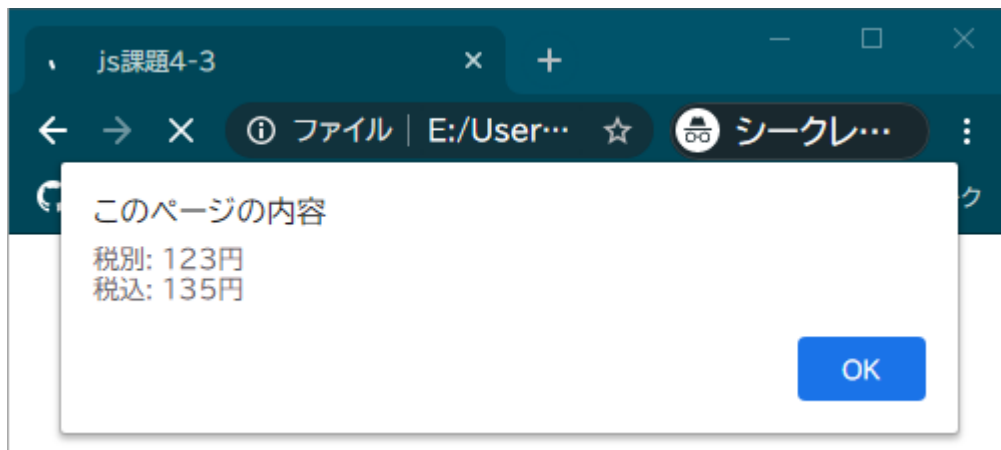 js課題4-3
ファイル E:/User…
シークレ…
ク
このページの内容
税別: 123円
税込: 135円
OK